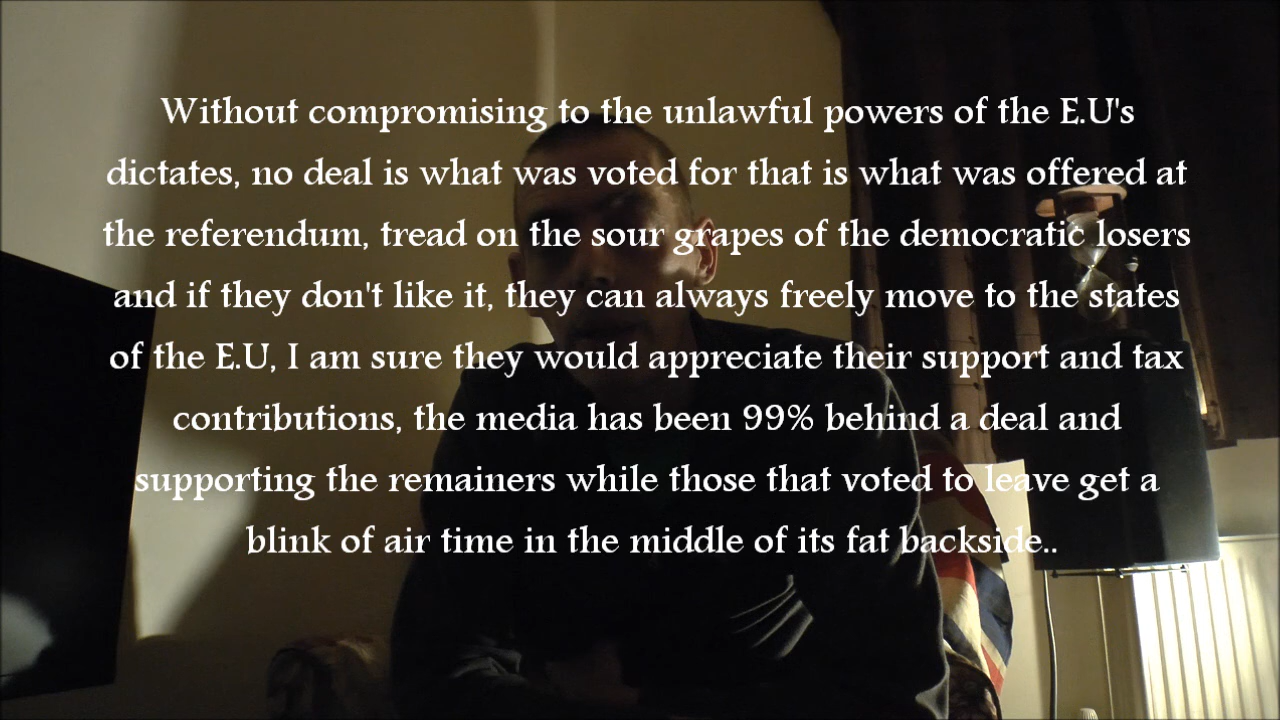 Without compromising to the unlawful powers of the E.U's
dictates, no deal is what was voted for that is what was offered at
the referendum, tread on the sour grapes of the democratic losers
and if they don't like it, they can always freely move to the states
of the E.U, I am sure they would appreciate their support and tax
contributions, the media has been 99% behind a deal and
supporting the remainers while those that voted to leave get a
blink of air time in the middle of its fat backside..